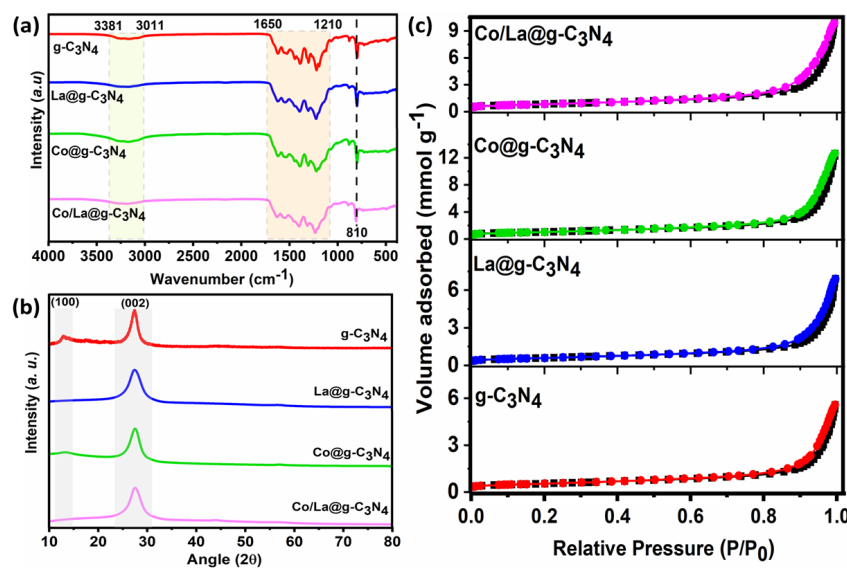 (a)
3381 3011 1650 1210
g-C₃N₄
La@g-C₃N₄
Co@g-C₃N₄
Co/La@g-C₃N₄
810
Intensity (a.u)
4000 3500 3000 2500 2000 1500 1000 500
Wavenumber (cm⁻¹)
(b)
(100) (002)
g-C₃N₄
La@g-C₃N₄
Co@g-C₃N₄
Co/La@g-C₃N₄
Intensity (a. u.)
10 20 30 40 50 60 70 80
Angle (2θ)
(c)
Co/La@g-C₃N₄
9
6
3
0
Co@g-C₃N₄
12
8
4
0
La@g-C₃N₄
6
3
0
g-C₃N₄
6
3
0
Volume adsorbed (mmol g⁻¹)
0.0 0.2 0.4 0.6 0.8 1.0
Relative Pressure (P/P₀)